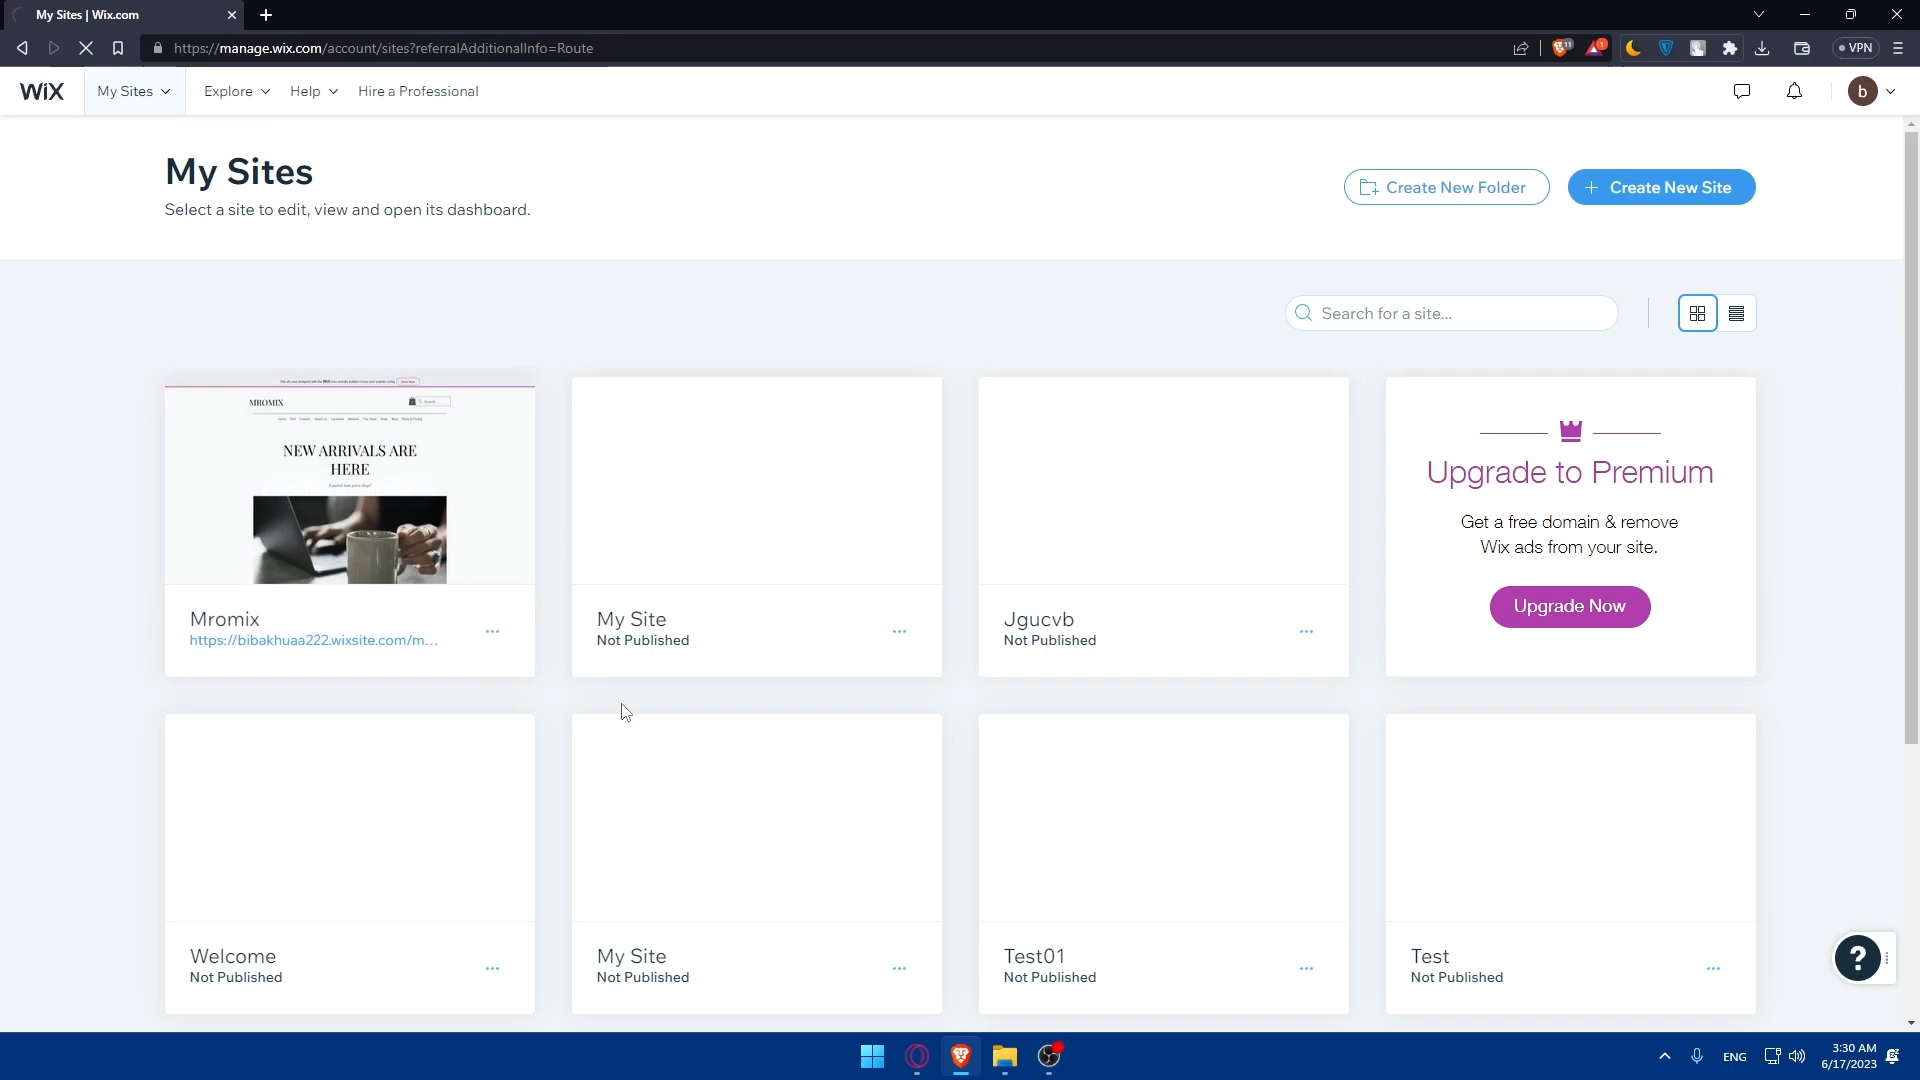 My Sites | Wix.com
https://manage.wix.com/account/sites?referralAdditionalInfo=Route
11
1
VPN
WiX
My Sites
Explore
Help
Hire a Professional
b
My Sites
Select a site to edit, view and open its dashboard.
Create New Folder
Create New Site
Search for a site...
MROMIX
NEW ARRIVALS ARE
HERE
Mromix
https://bibakhuaa222.wixsite.com/m...
My Site
Not Published
Jgucvb
Not Published
Upgrade to Premium
Get a free domain & remove
Wix ads from your site.
Upgrade Now
Welcome
Not Published
My Site
Not Published
Test01
Not Published
Test
Not Published
?
ENG
3:30 AM
6/17/2023